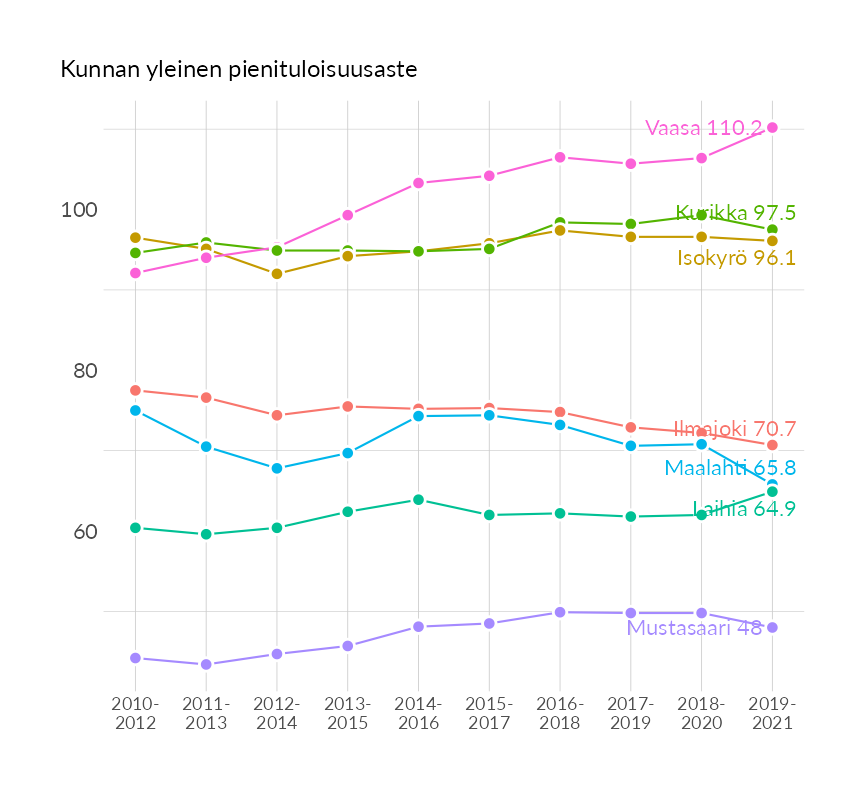 Kunnan yleinen pienituloisuusaste
Vaasa 110.2
100
Kurikka 97.5
Isokyrö 96.1
80
Ilmajoki 70.7
Maalahti 65.8
Laihia 64.9
60
Mustasaari 48
2010- 2011- 2012- 2013- 2014- 2015- 2016- 2017- 2018- 2019-
2012 2013 2014 2015 2016 2017 2018 2019 2020 2021